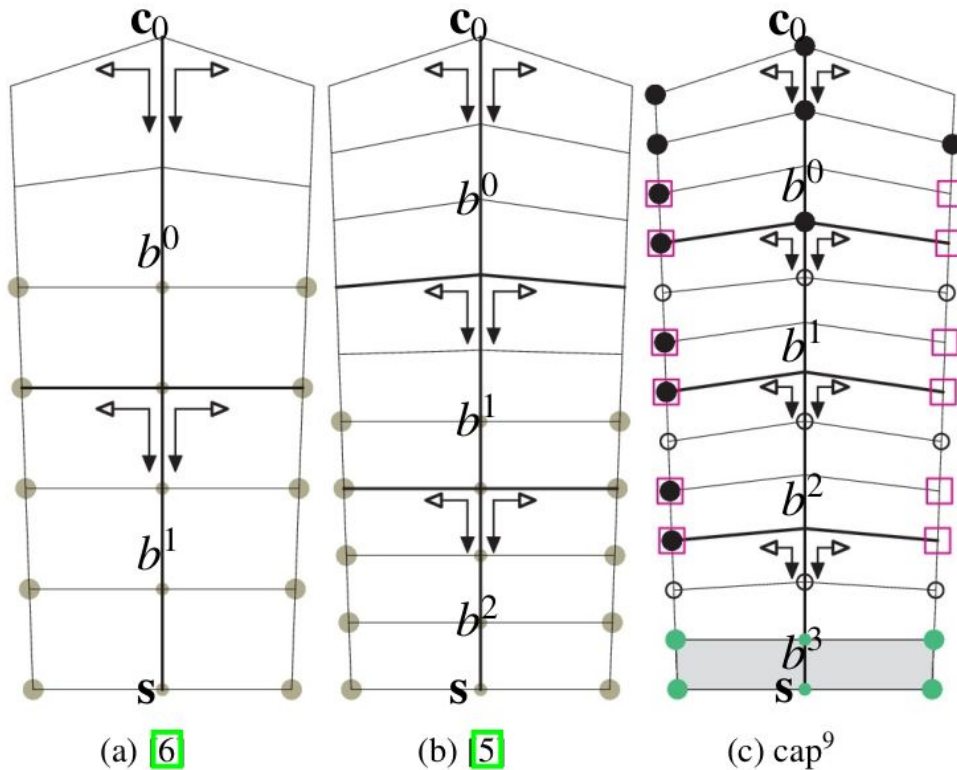 c₀ c₀ c₀
b⁰ b⁰ b⁰
b¹ b¹ b¹
b² b²
b³
s s s
(a) [6] (b) [5] (c) cap⁹